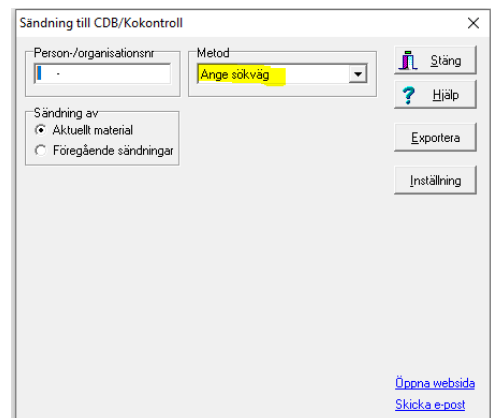 Sändning till CDB/Kokontroll
Person-/organisationsnr
-
Metod
Ange sökväg
Stäng
Hjälp
Sändning av
Aktuellt material
Föregående sändningar
Exportera
Inställning
Öppna websida
Skicka e-post